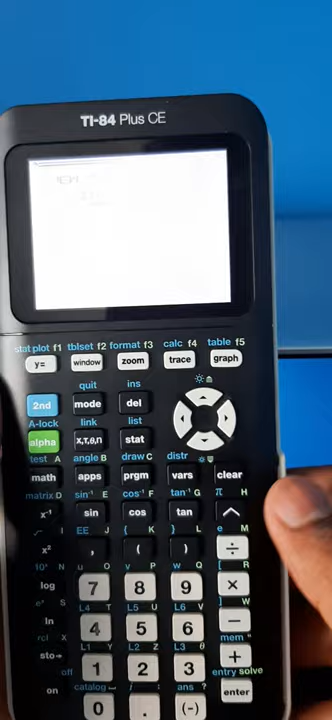 TI-84 Plus CE
stat plot f1 tblset f2 format f3 calc f4 table f5
y= window zoom trace graph
quit ins
2nd mode del
A-lock link list
alpha X,T,θ,n stat
test A angle B draw C distr
math apps prgm vars clear
matrix D sin⁻¹ E cos⁻¹ F tan⁻¹ G π H
x⁻¹ sin cos tan ^
√ I EE J { K } L e M
x² , ( ) ÷
10ˣ N u O v P w Q [ R
log 7 8 9 ×
eˣ S L4 T L5 U L6 V ] W
ln 4 5 6 −
rcl X L1 Y L2 Z L3 θ mem "
sto→ 1 2 3 +
off catalog ⎵ i : ans ? entry solve
on 0 . (-) enter